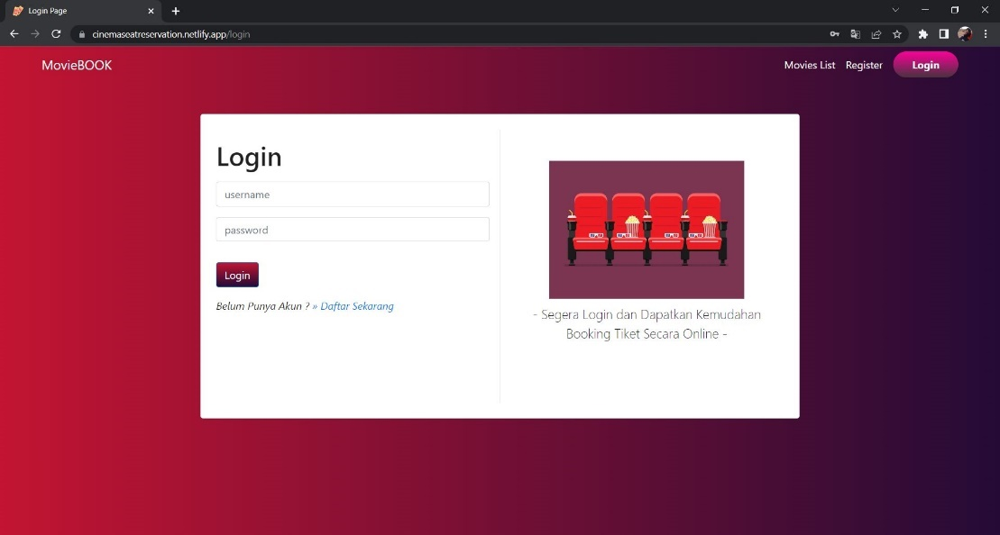 Login Page
cinemaseatreservation.netlify.app/login
MovieBOOK
Movies List
Register
Login
Login
username
password
Login
Belum Punya Akun ? » Daftar Sekarang
- Segera Login dan Dapatkan Kemudahan
Booking Tiket Secara Online -